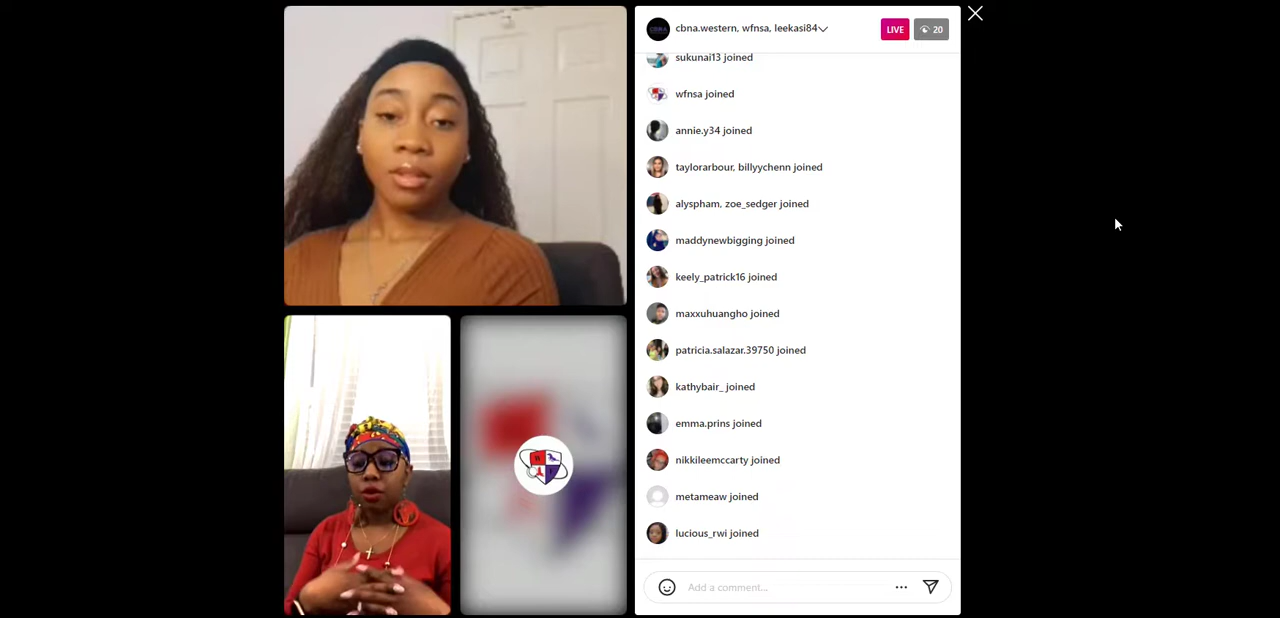 cbna.western, wfnsa, leekasi84
LIVE
20
sukunai13 joined
wfnsa joined
annie.y34 joined
taylorarbour, billyychenn joined
alyspham, zoe_sedger joined
maddynewbigging joined
keely_patrick16 joined
maxxuhuangho joined
patricia.salazar.39750 joined
kathybair_ joined
emma.prins joined
nikkileemccarty joined
metameaw joined
lucious_rwi joined
Add a comment...